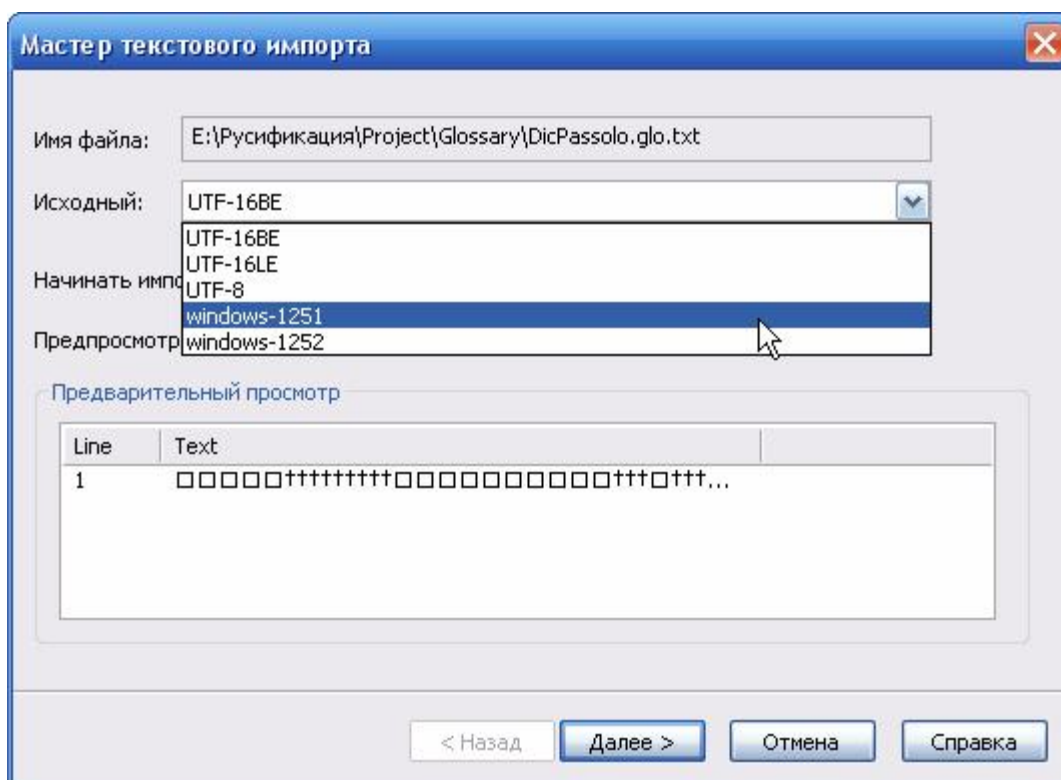 Мастер текстового импорта
Имя файла: E:\Русификация\Project\Glossary\DicPassolo.glo.txt
Исходный: UTF-16BE
UTF-16BE
UTF-16LE
Начинать импо
UTF-8
windows-1251
Предпросмотр windows-1252
Предварительный просмотр
Line Text
1 □□□□□†††††††††□□□□□□□□□□†††□†††...
< Назад Далее > Отмена Справка